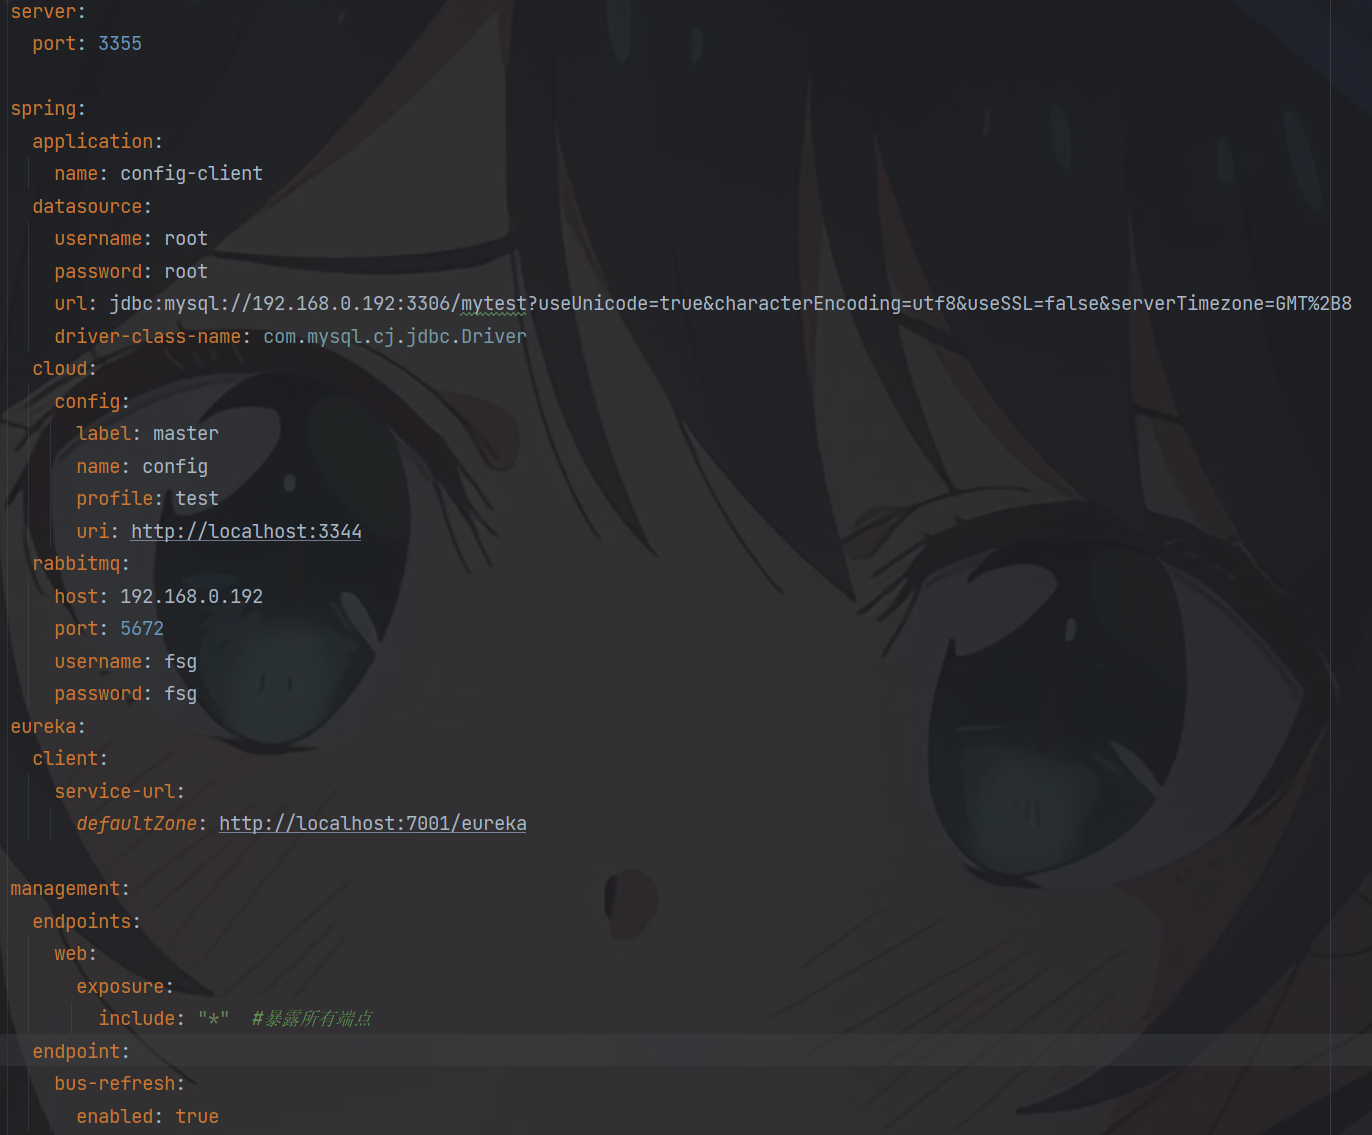 server:
  port: 3355

spring:
  application:
    name: config-client
  datasource:
    username: root
    password: root
    url: jdbc:mysql://192.168.0.192:3306/mytest?useUnicode=true&characterEncoding=utf8&useSSL=false&serverTimezone=GMT%2B8
    driver-class-name: com.mysql.cj.jdbc.Driver
  cloud:
    config:
      label: master
      name: config
      profile: test
      uri: http://localhost:3344
  rabbitmq:
    host: 192.168.0.192
    port: 5672
    username: fsg
    password: fsg
eureka:
  client:
    service-url:
      defaultZone: http://localhost:7001/eureka

management:
  endpoints:
    web:
      exposure:
        include: "*"  #暴露所有端点
  endpoint:
    bus-refresh:
      enabled: true